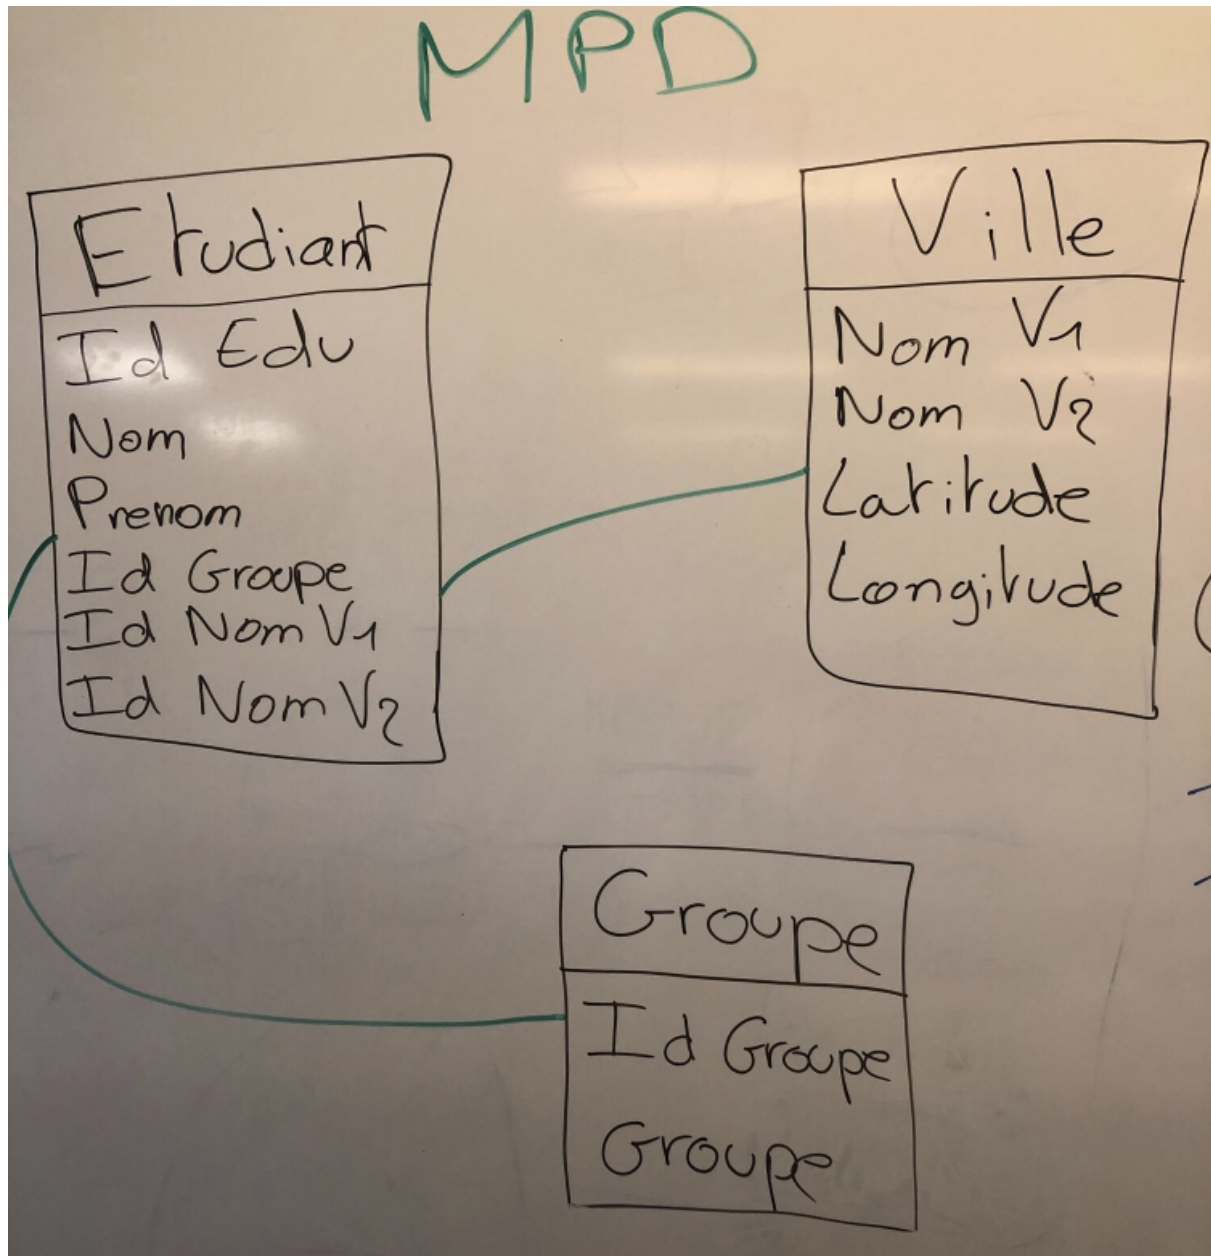 MPD
Etudiant
Id Edu
Nom
Prenom
Id Groupe
Id Nom V1
Id Nom V2
Ville
Nom V1
Nom V2
Latitude
Longitude
Groupe
Id Groupe
Groupe